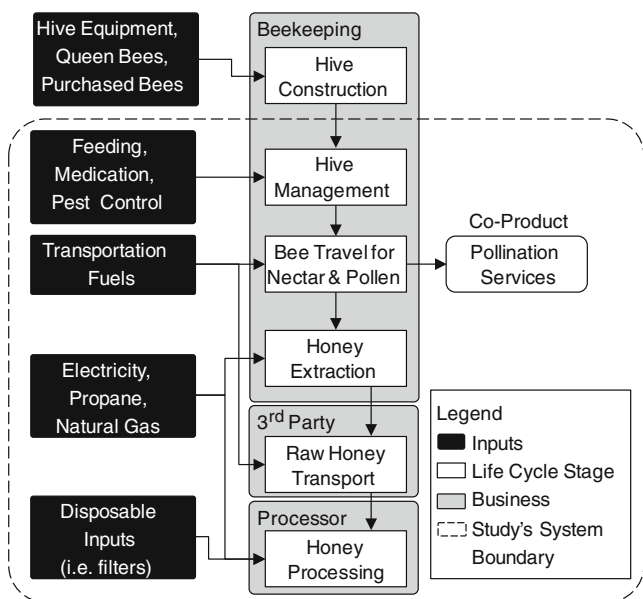 Hive Equipment,
Queen Bees,
Purchased Bees
Beekeeping
Hive
Construction
Feeding,
Medication,
Pest Control
Hive
Management
Transportation
Fuels
Bee Travel for
Nectar & Pollen
Co-Product
Pollination
Services
Electricity,
Propane,
Natural Gas
Honey
Extraction
3rd Party
Raw Honey
Transport
Disposable
Inputs
(i.e. filters)
Processor
Honey
Processing
Legend
Inputs
Life Cycle Stage
Business
Study's System
Boundary